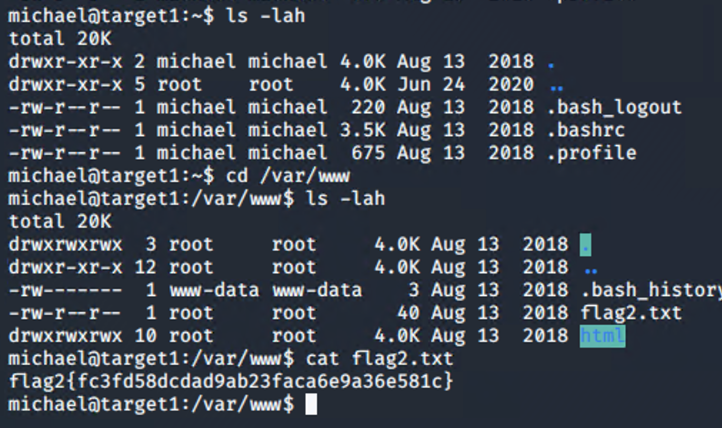 michael@target1:~$ ls -lah
total 20K
drwxr-xr-x 2 michael michael 4.0K Aug 13  2018 .
drwxr-xr-x 5 root    root    4.0K Jun 24  2020 ..
-rw-r--r-- 1 michael michael  220 Aug 13  2018 .bash_logout
-rw-r--r-- 1 michael michael 3.5K Aug 13  2018 .bashrc
-rw-r--r-- 1 michael michael  675 Aug 13  2018 .profile
michael@target1:~$ cd /var/www
michael@target1:/var/www$ ls -lah
total 20K
drwxrwxrwx  3 root     root     4.0K Aug 13  2018 .
drwxr-xr-x 12 root     root     4.0K Aug 13  2018 ..
-rw-------  1 www-data www-data    3 Aug 13  2018 .bash_history
-rw-r--r--  1 root     root       40 Aug 13  2018 flag2.txt
drwxrwxrwx 10 root     root     4.0K Aug 13  2018 html
michael@target1:/var/www$ cat flag2.txt
flag2{fc3fd58dcdad9ab23faca6e9a36e581c}
michael@target1:/var/www$